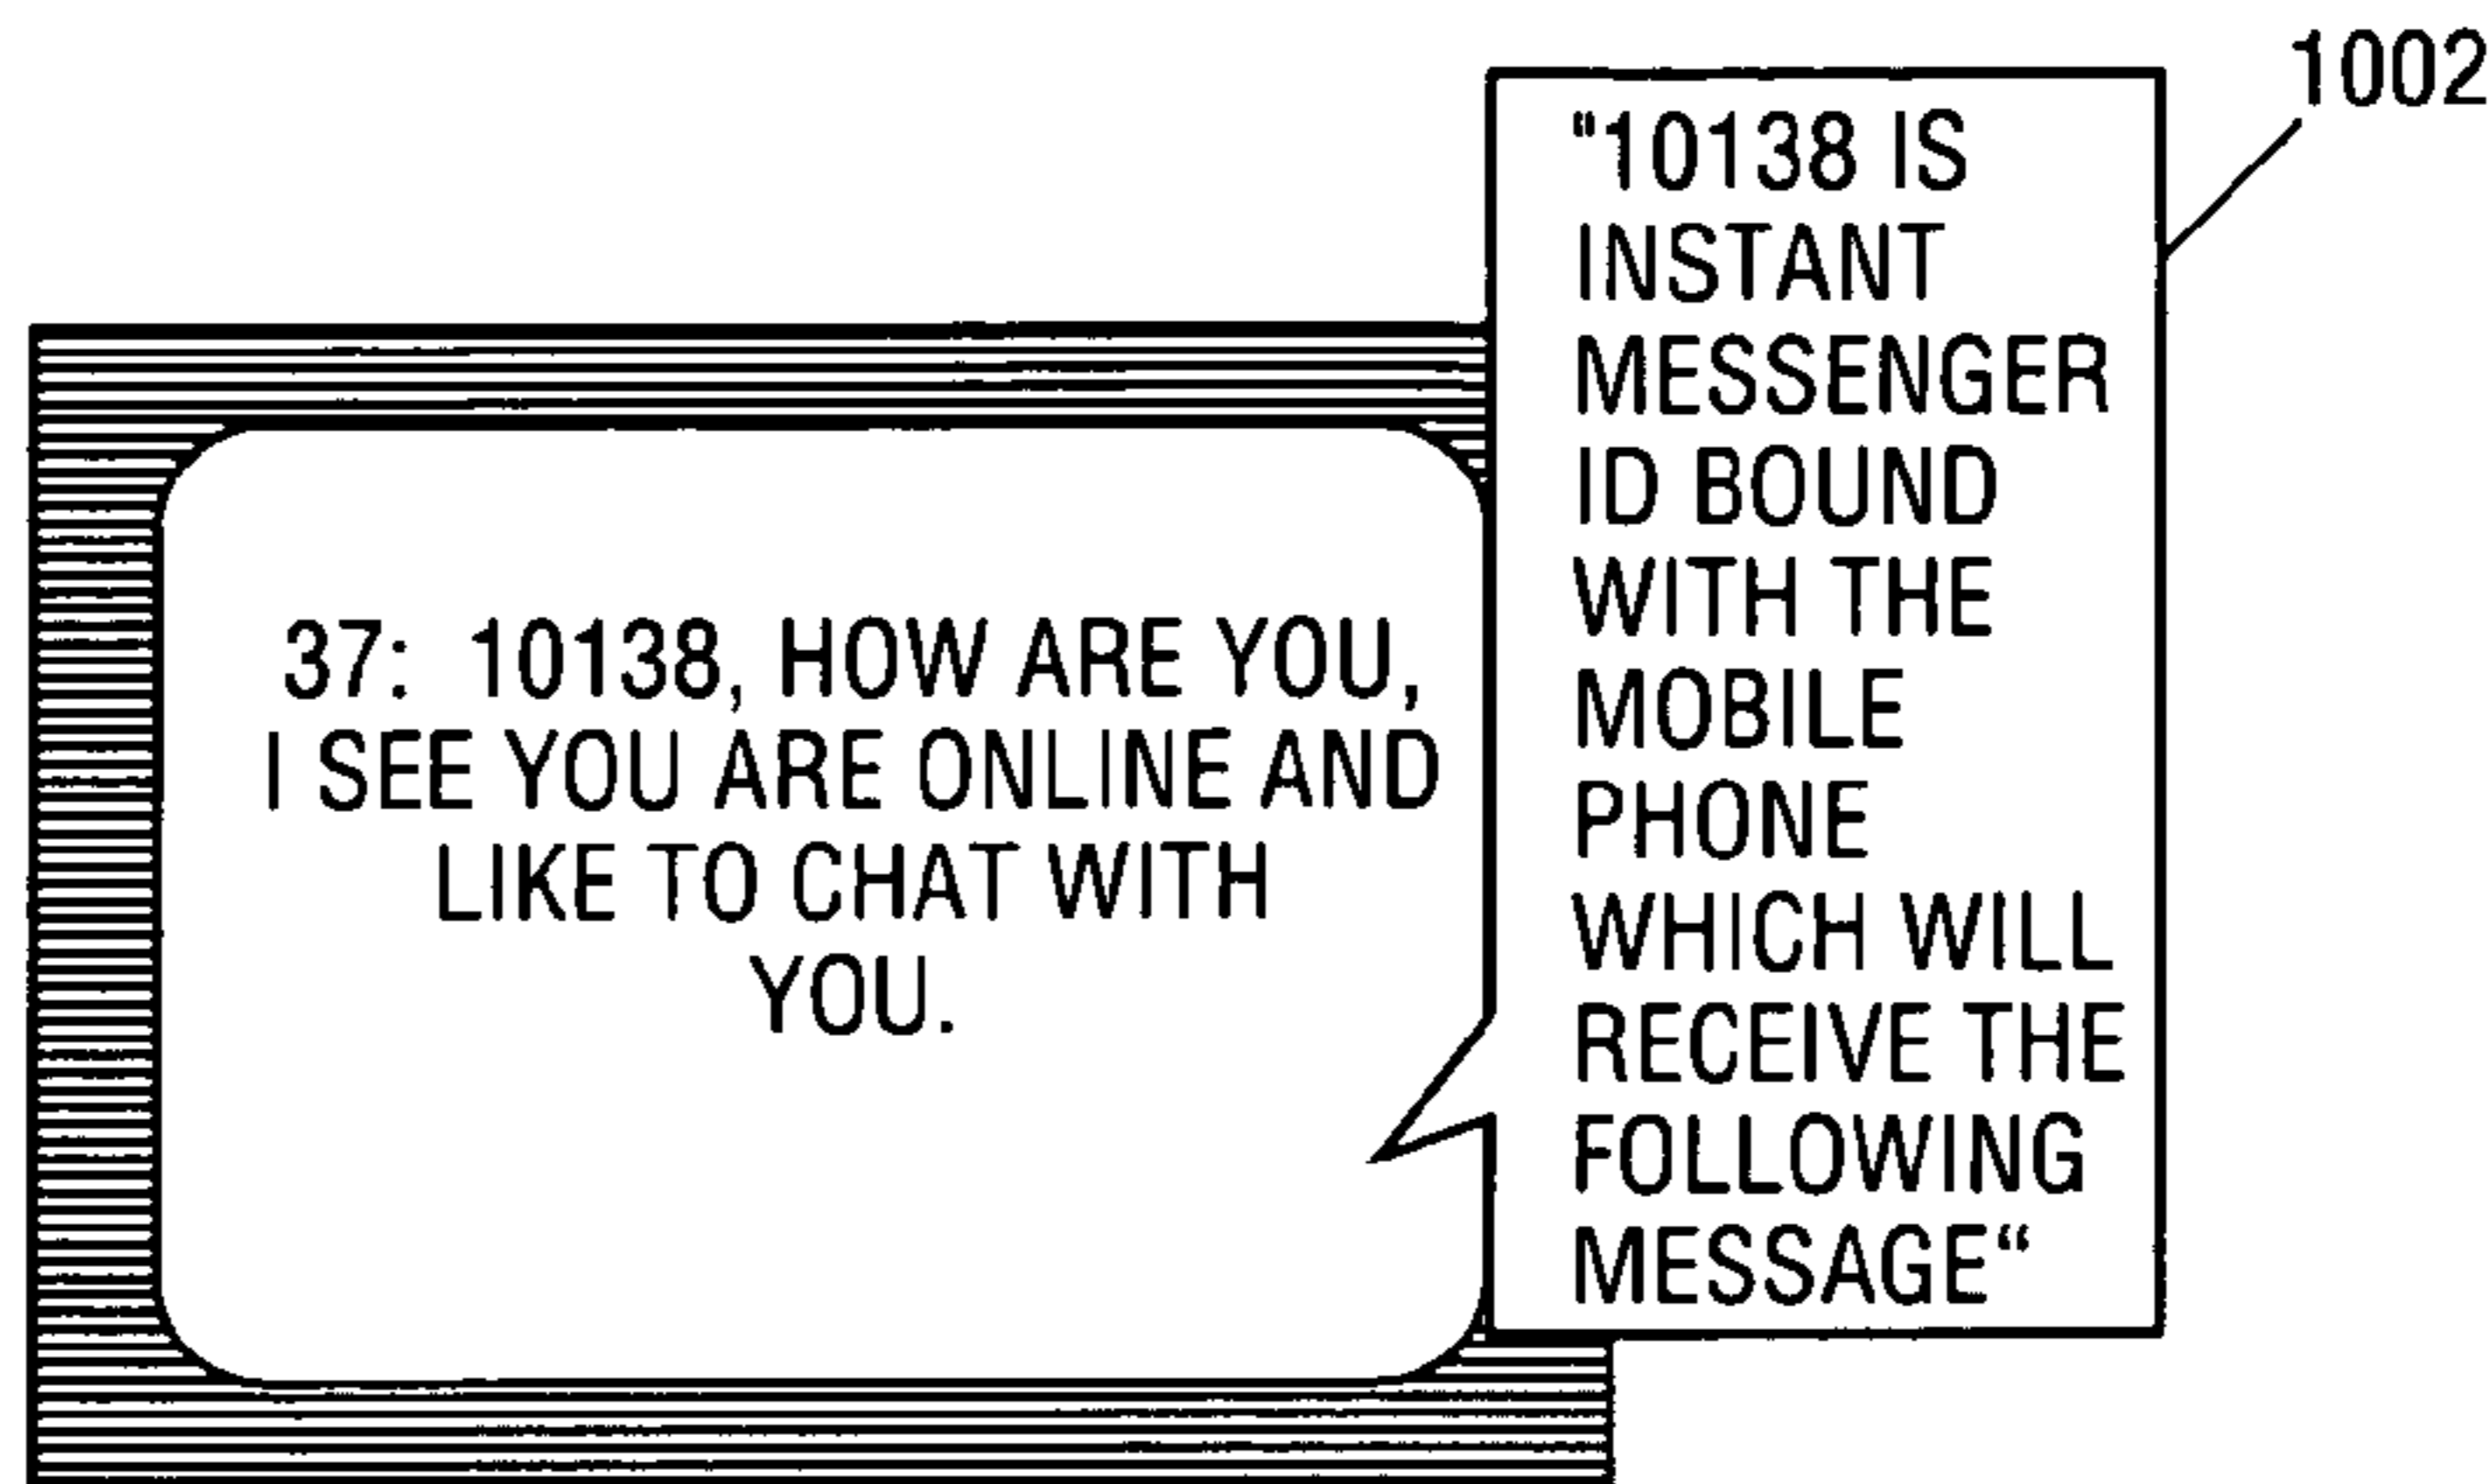 1002
"10138 IS
INSTANT
MESSENGER
ID BOUND
WITH THE
MOBILE
PHONE
WHICH WILL
RECEIVE THE
FOLLOWING
MESSAGE“
37: 10138, HOW ARE YOU,
I SEE YOU ARE ONLINE AND
LIKE TO CHAT WITH
YOU.